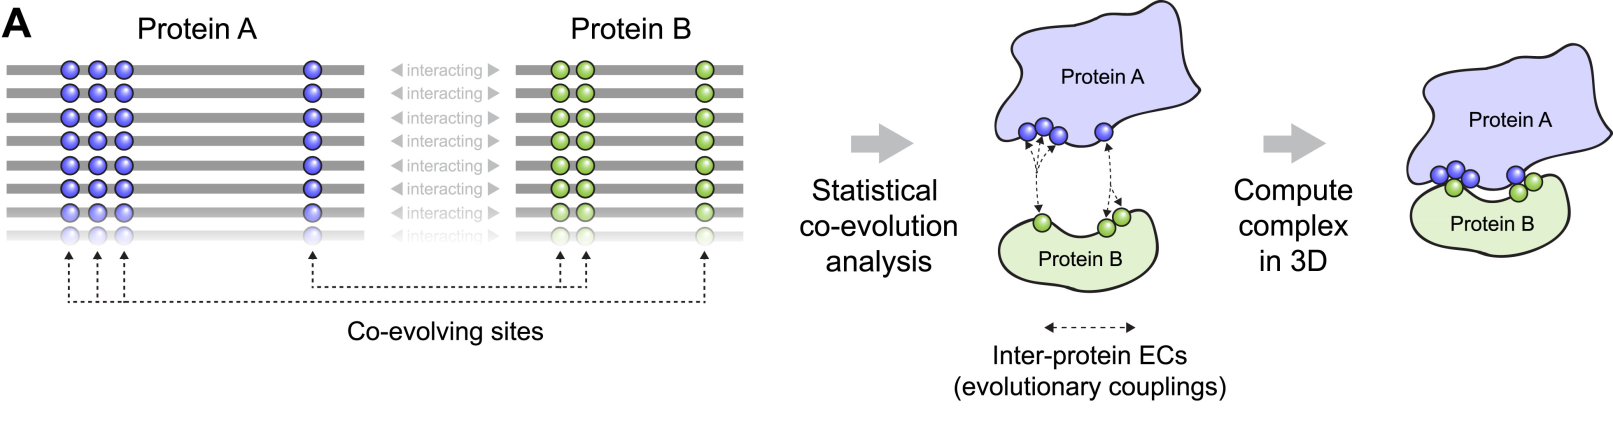 A
Protein A
Protein B
interacting
interacting
interacting
interacting
interacting
interacting
interacting
interacting
Co-evolving sites
Statistical
co-evolution
analysis
Protein A
Protein B
Inter-protein ECs
(evolutionary couplings)
Compute
complex
in 3D
Protein A
Protein B